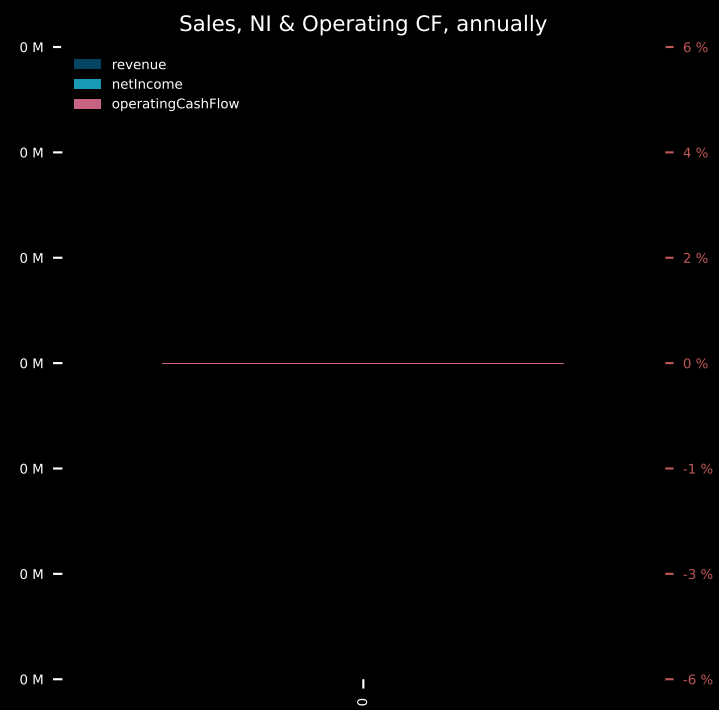 Sales, NI & Operating CF, annually
0 M
6 %
revenue
netIncome
operatingCashFlow
0 M
4 %
0 M
2 %
0 M
0 %
0 M
-1 %
0 M
-3 %
0 M
-6 %
0